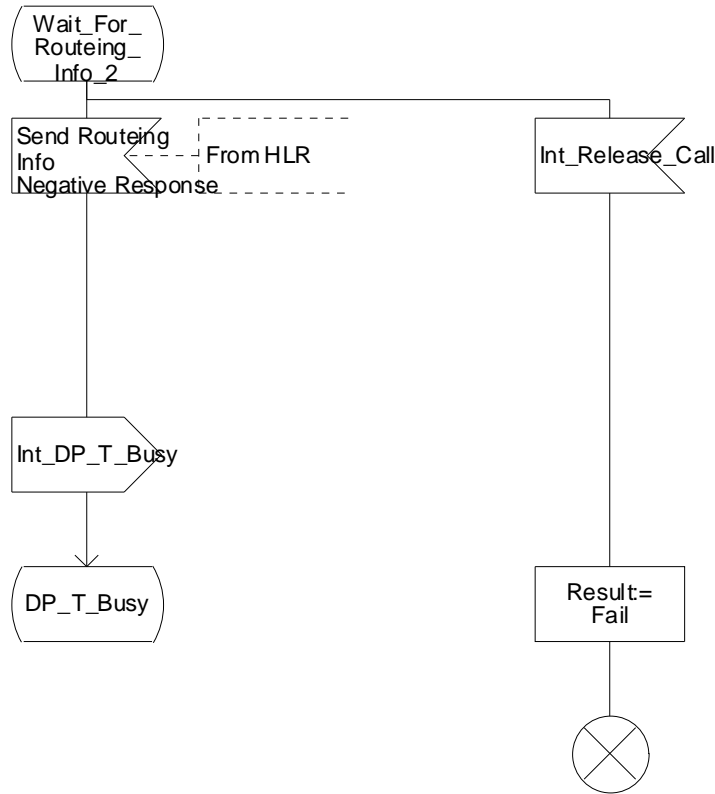 Wait_For_
Routeing_
Info_2
Send Routeing
Info
Negative Response
From HLR
Int_Release_Call
Int_DP_T_Busy
DP_T_Busy
Result:=
Fail